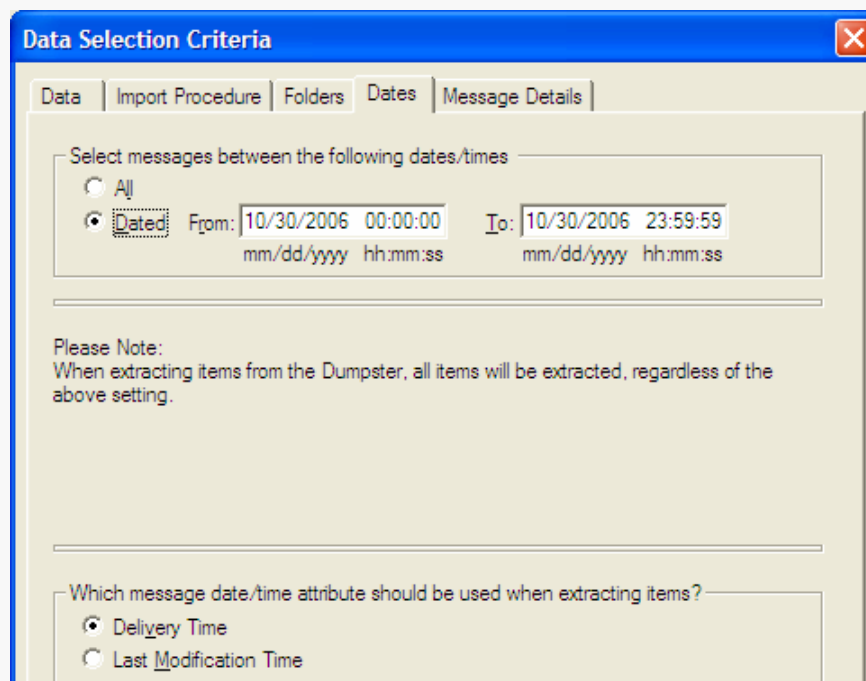 Data Selection Criteria
Data Import Procedure Folders Dates Message Details
Select messages between the following dates/times
All
Dated From: 10/30/2006 00:00:00 To: 10/30/2006 23:59:59
mm/dd/yyyy hh:mm:ss mm/dd/yyyy hh:mm:ss
Please Note:
When extracting items from the Dumpster, all items will be extracted, regardless of the
above setting.
Which message date/time attribute should be used when extracting items?
Delivery Time
Last Modification Time